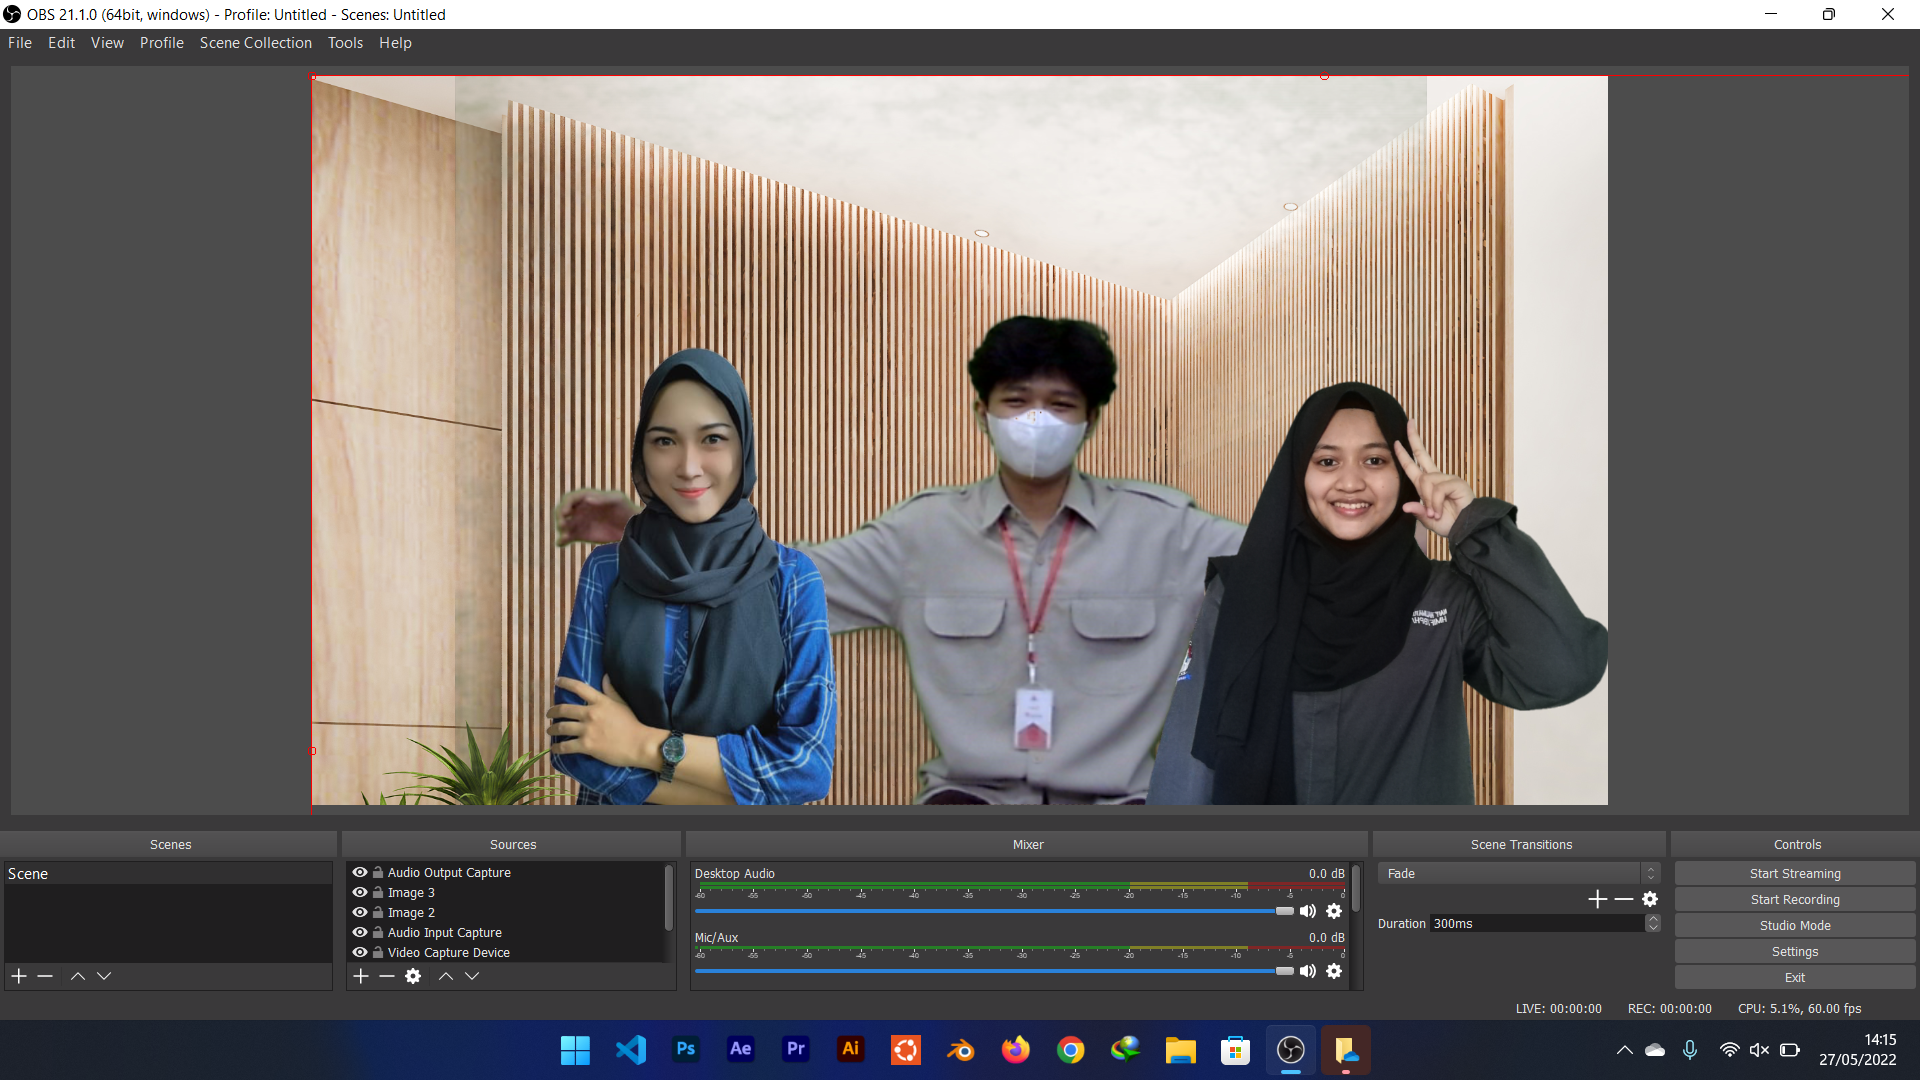 OBS 21.1.0 (64bit, windows) - Profile: Untitled - Scenes: Untitled
File Edit View Profile Scene Collection Tools Help
Scenes
Sources
Mixer
Scene Transitions
Controls
Scene
Audio Output Capture
Image 3
Image 2
Audio Input Capture
Video Capture Device
Desktop Audio 0.0 dB
-60 -55 -50 -45 -40 -35 -30 -25 -20 -15 -10 -5 0
Mic/Aux 0.0 dB
-60 -55 -50 -45 -40 -35 -30 -25 -20 -15 -10 -5 0
Fade
Duration 300ms
Start Streaming
Start Recording
Studio Mode
Settings
Exit
LIVE: 00:00:00 REC: 00:00:00 CPU: 5.1%, 60.00 fps
Ps Ae Pr Ai
14:15
27/05/2022